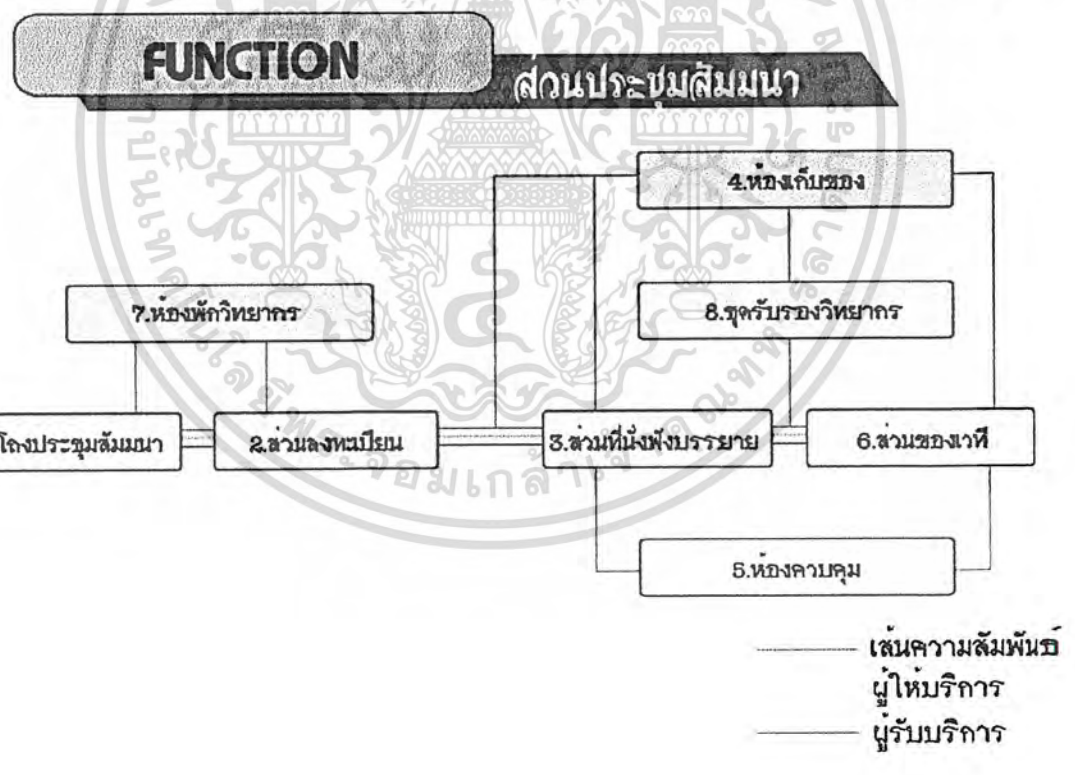 FUNCTION
ส่วนประชุมสัมมนา
4.ห้องเก็บของ
7.ห้องพักวิทยากร
8.ชุดรับรองวิทยากร
โถงประชุมสัมมนา
2.ส่วนลงทะเบียน
3.ส่วนที่นั่งฟังบรรยาย
6.ส่วนของเวที
5.ห้องควบคุม
เส้นความสัมพันธ์
ผู้ให้บริการ
ผู้รับบริการ